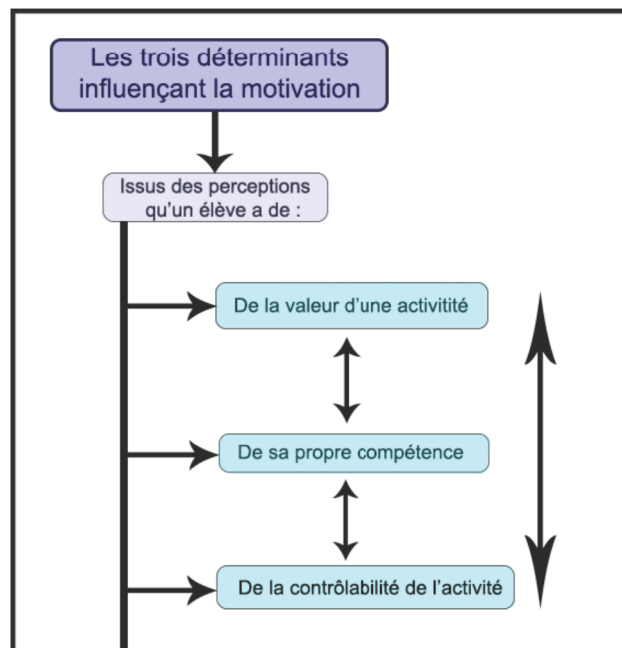 Les trois déterminants
influençant la motivation
Issus des perceptions
qu'un élève a de :
De la valeur d'une activitité
De sa propre compétence
De la contrôlabilité de l'activité